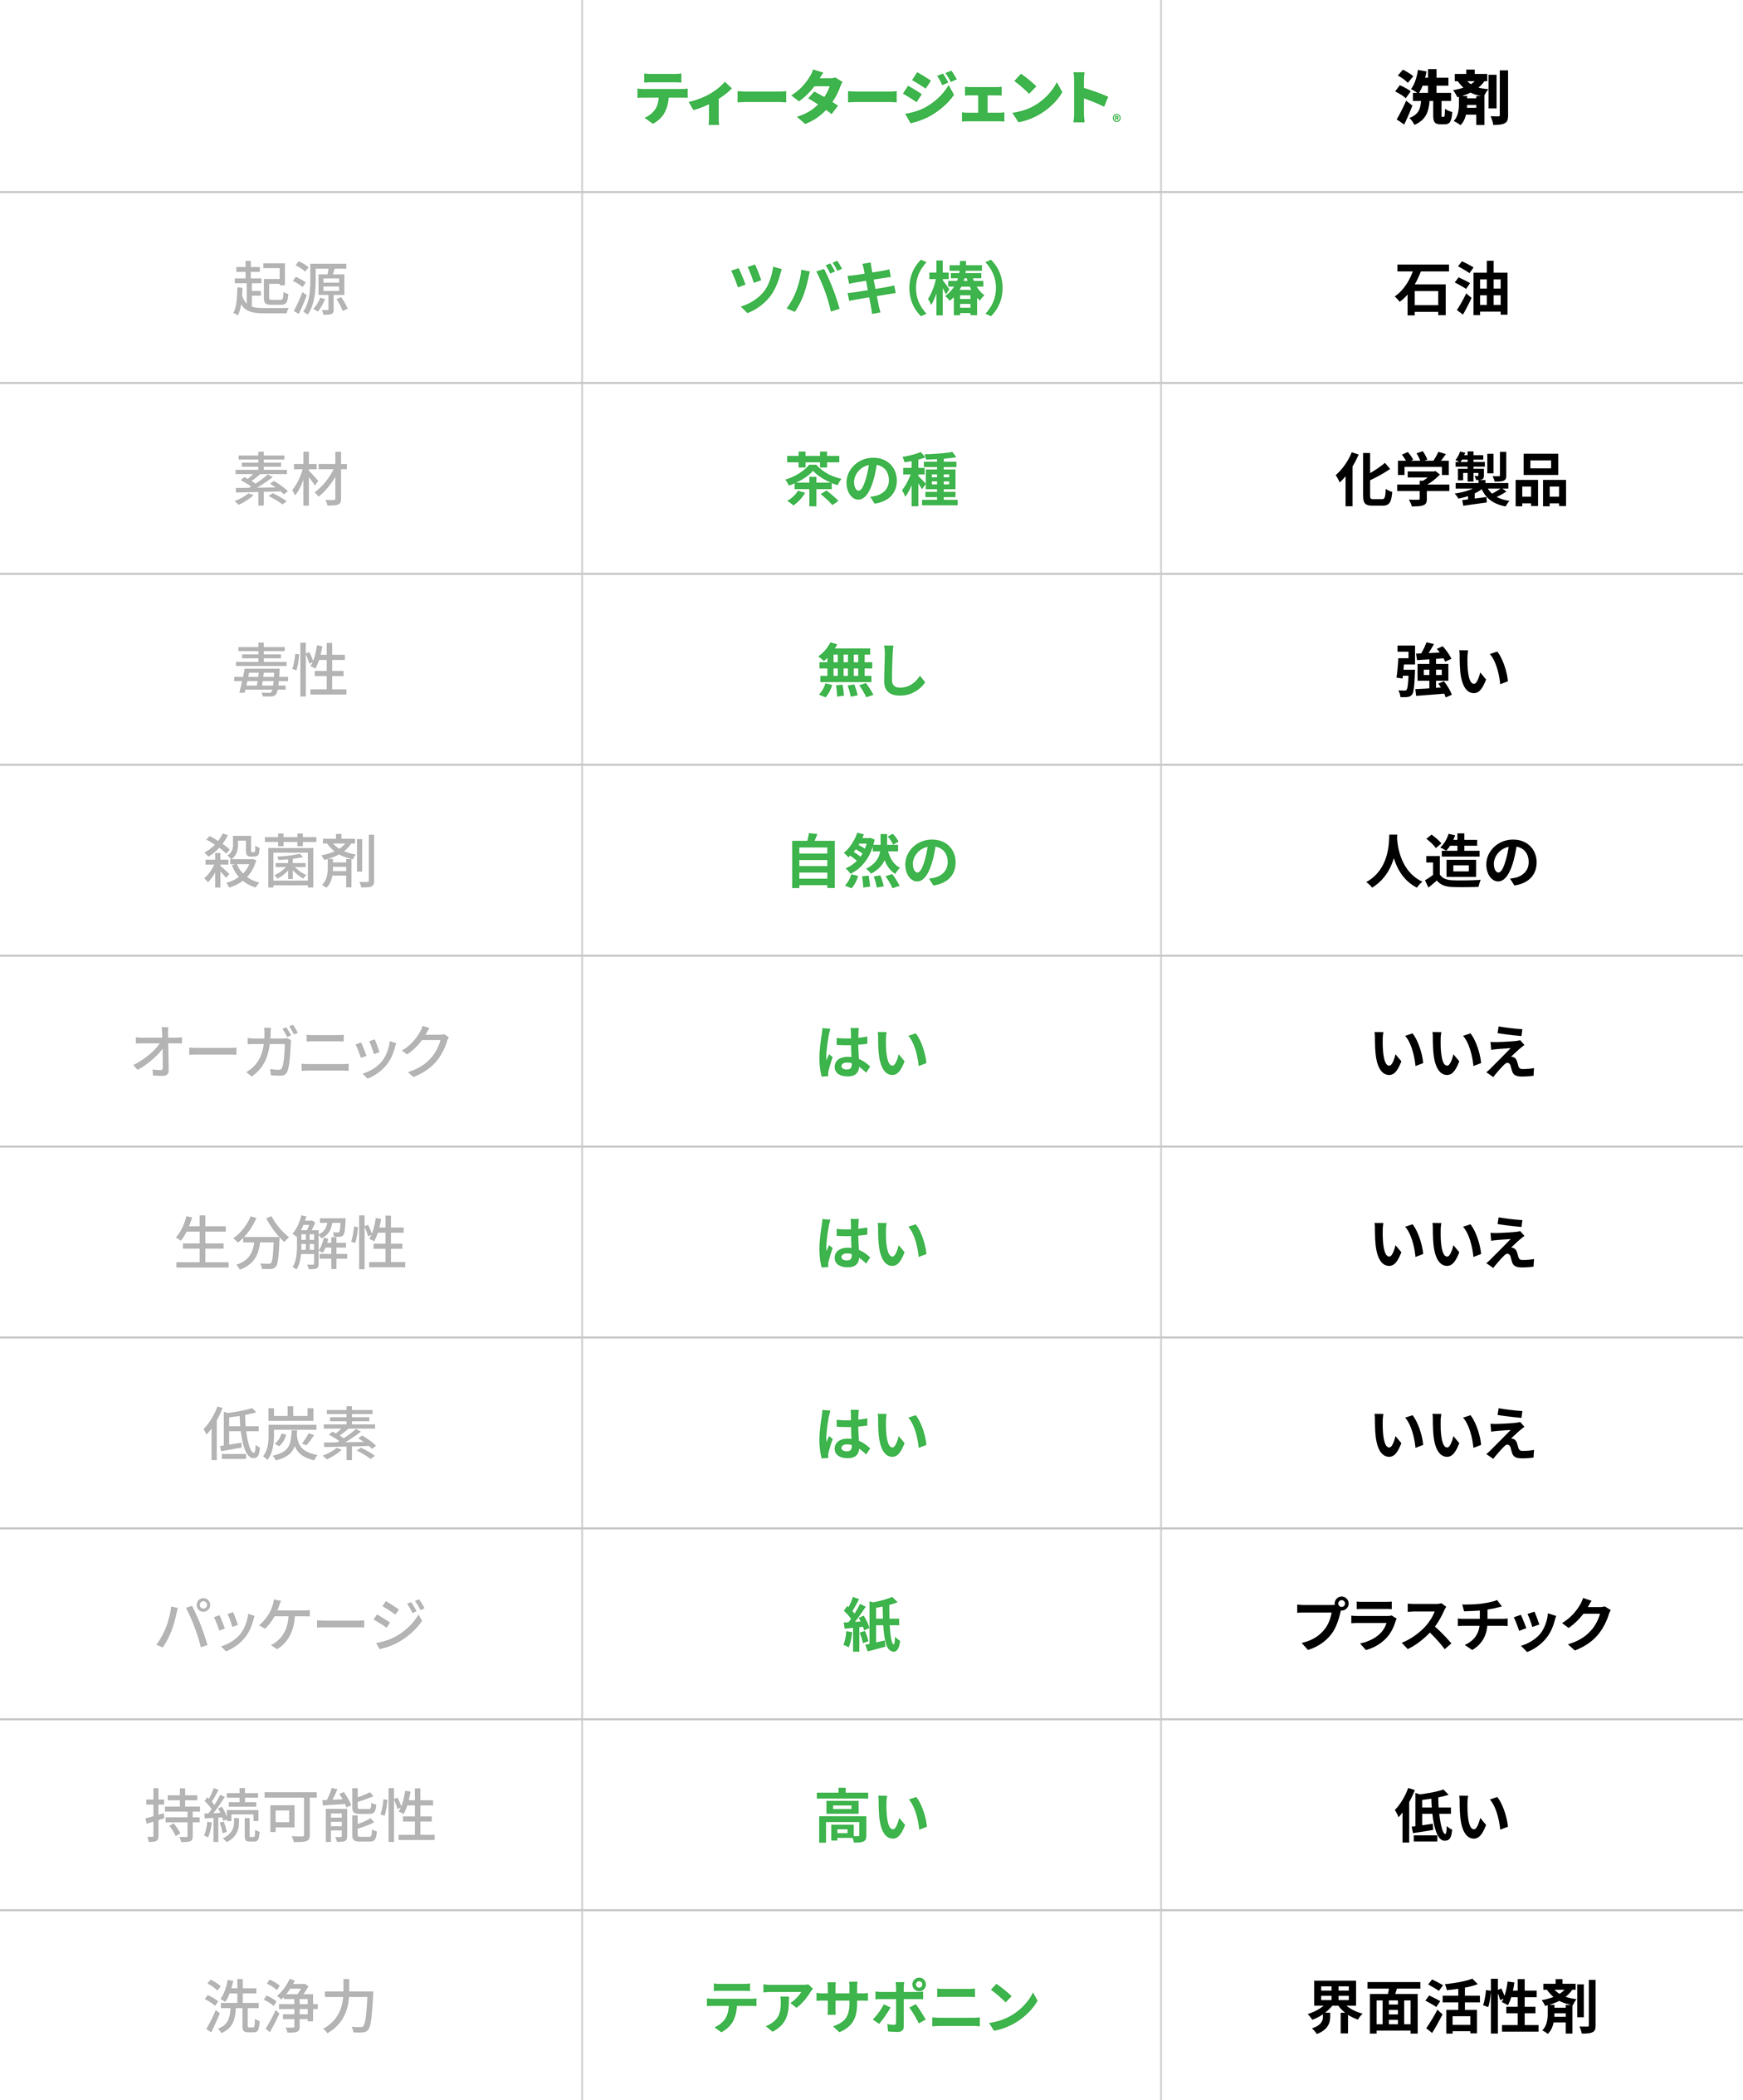 ティータージェント® 洗剤
起源 ツバキ(椿) 石油
素材 茶の種 化学製品
毒性 無し 強い
殺菌剤 自然の 人造の
オーガニック はい いいえ
生分解性 はい いいえ
低炭素 はい いいえ
パッケージ 紙 プラスチック
持続可能性 高い 低い
洗浄力 テアサポニン 界面活性剤